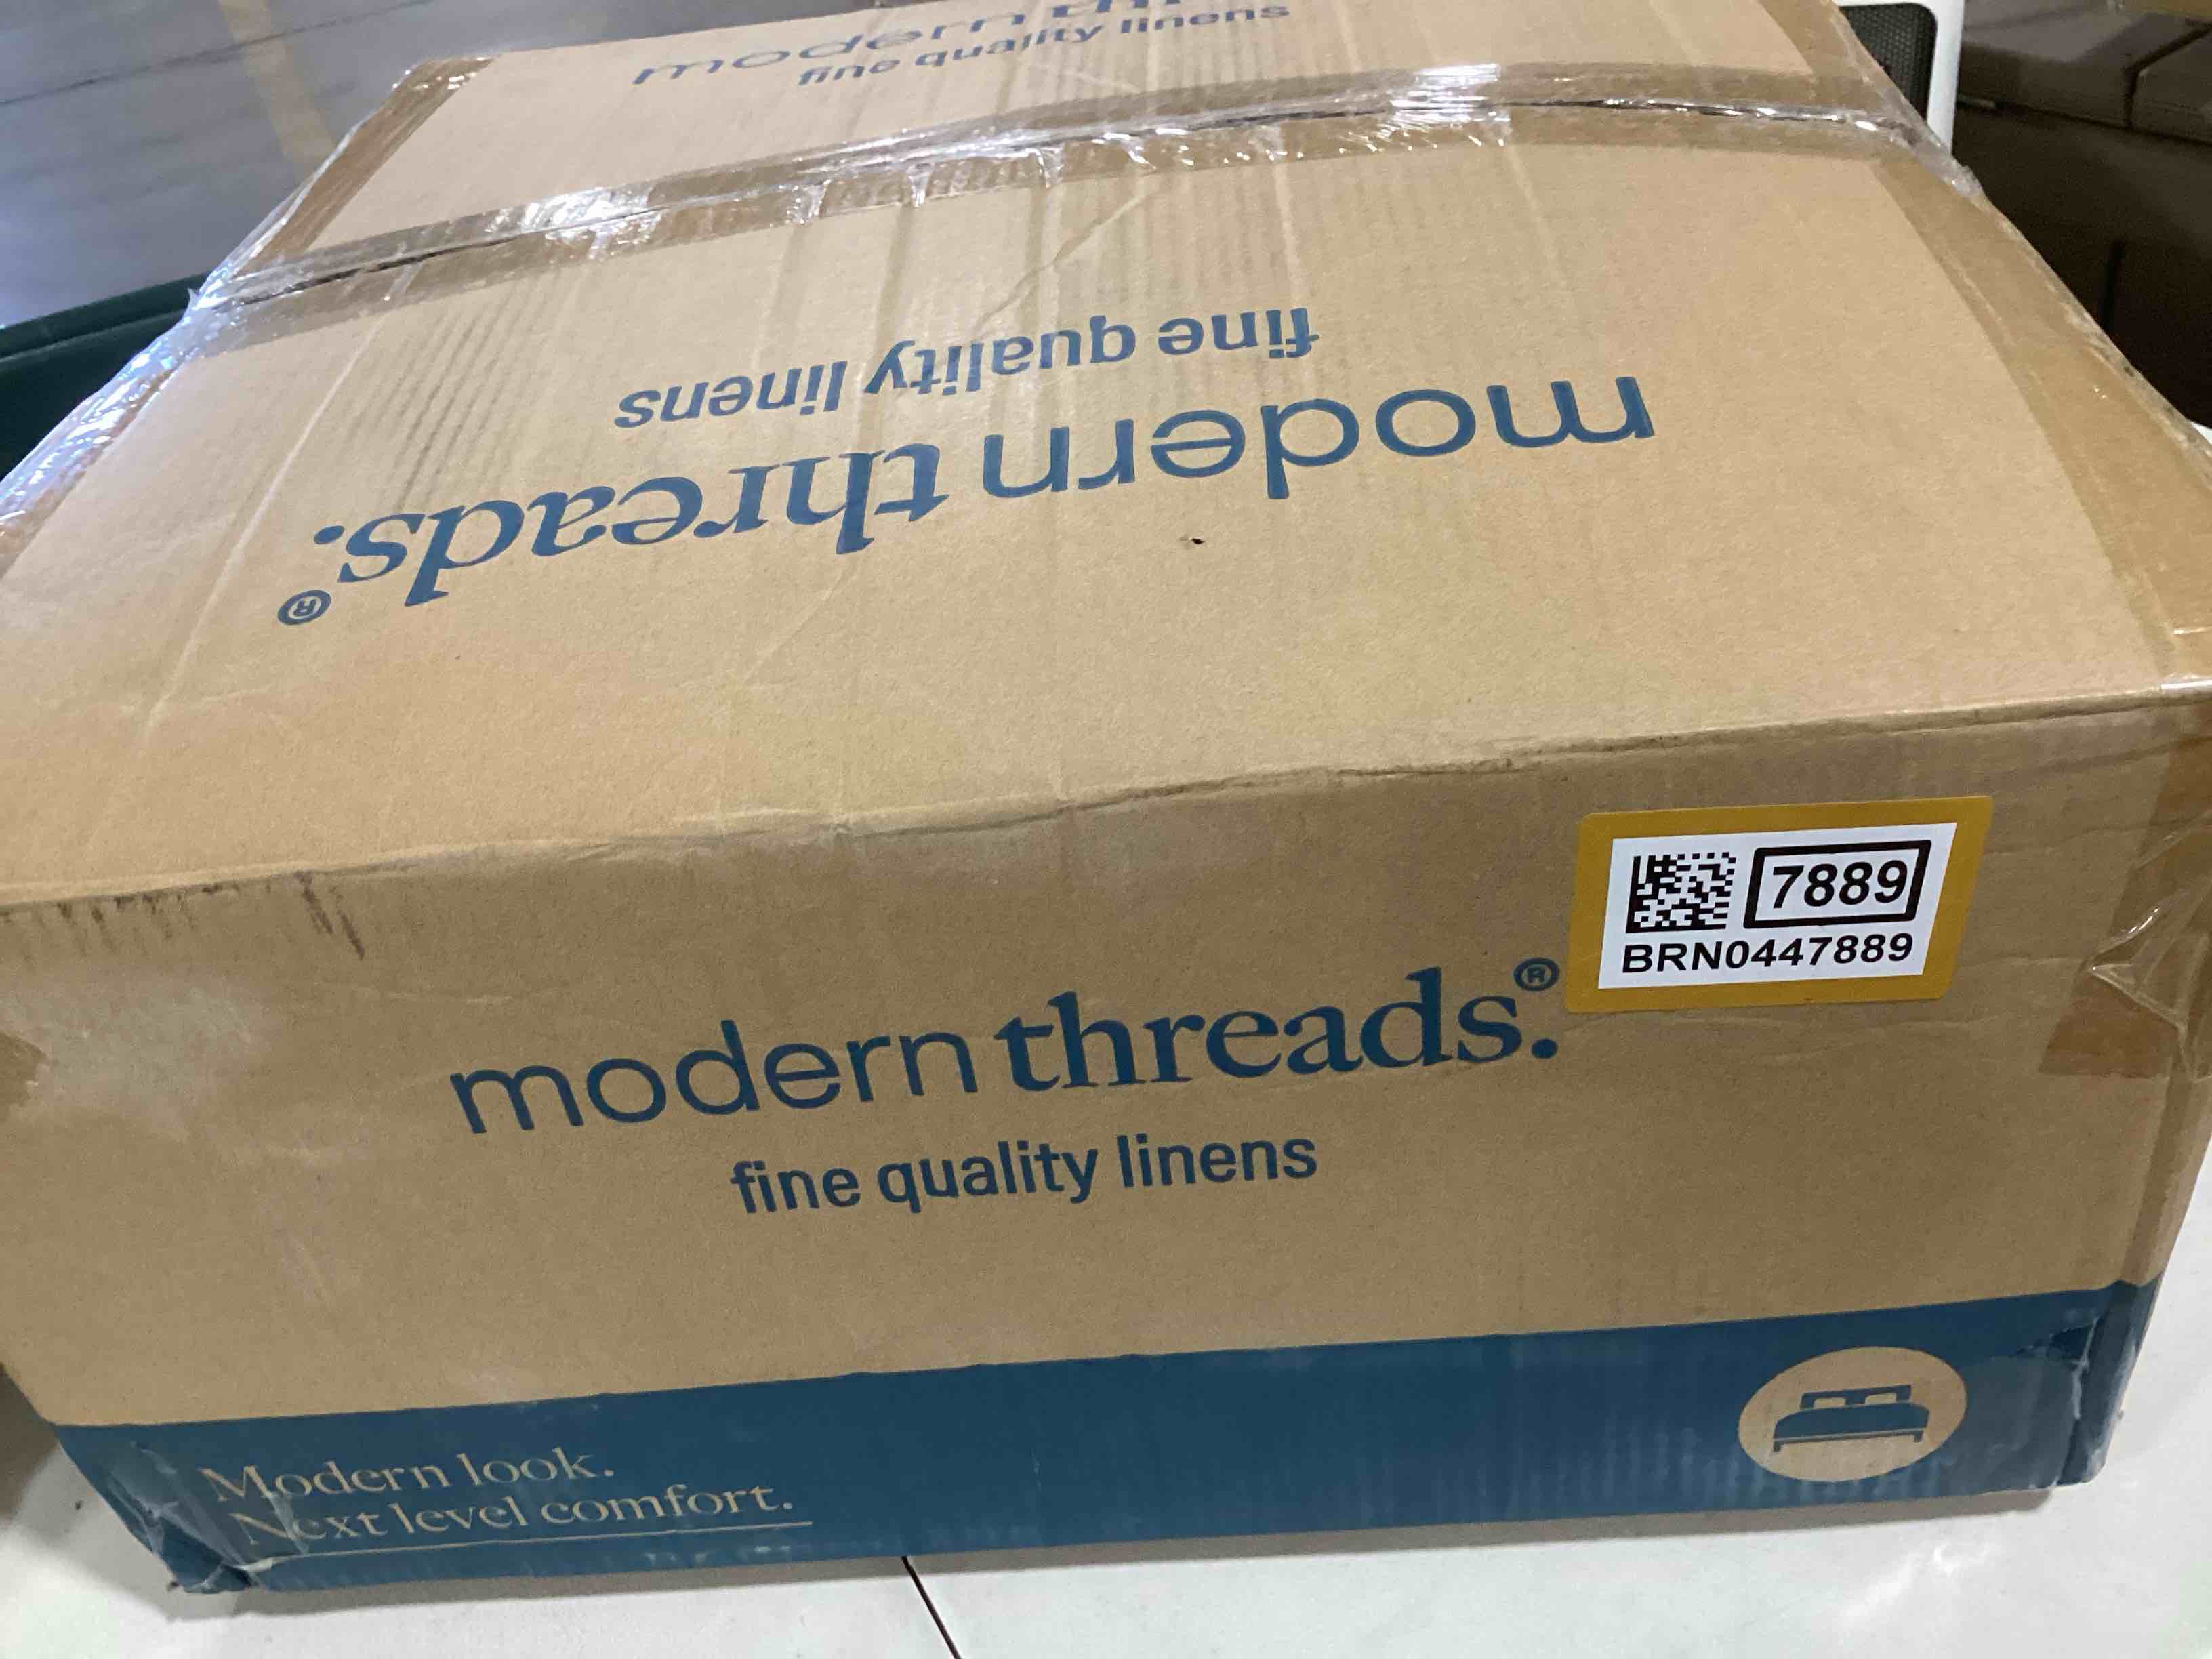 modern
fine quality linens
fine quality linens
modern threads.®
7889
BRN0447889
modern threads.®
fine quality linens
Modern look.
Next level comfort.